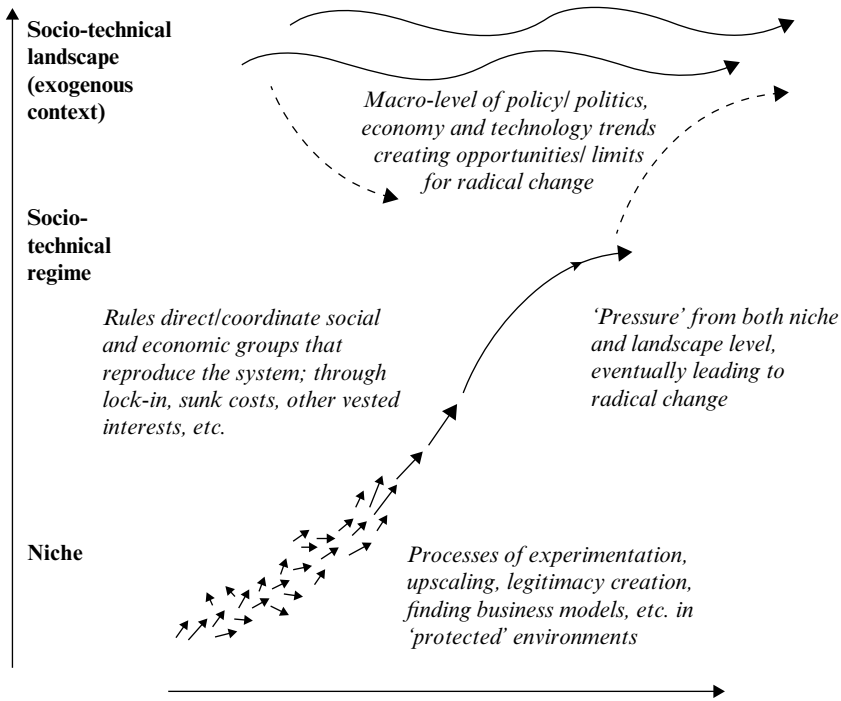 Socio-technical
landscape
(exogenous
context)
Macro-level of policy/ politics,
economy and technology trends
creating opportunities/ limits
for radical change
Socio-
technical
regime
Rules direct/coordinate social
and economic groups that
reproduce the system; through
lock-in, sunk costs, other vested
interests, etc.
‘Pressure’ from both niche
and landscape level,
eventually leading to
radical change
Niche
Processes of experimentation,
upscaling, legitimacy creation,
finding business models, etc. in
‘protected’ environments